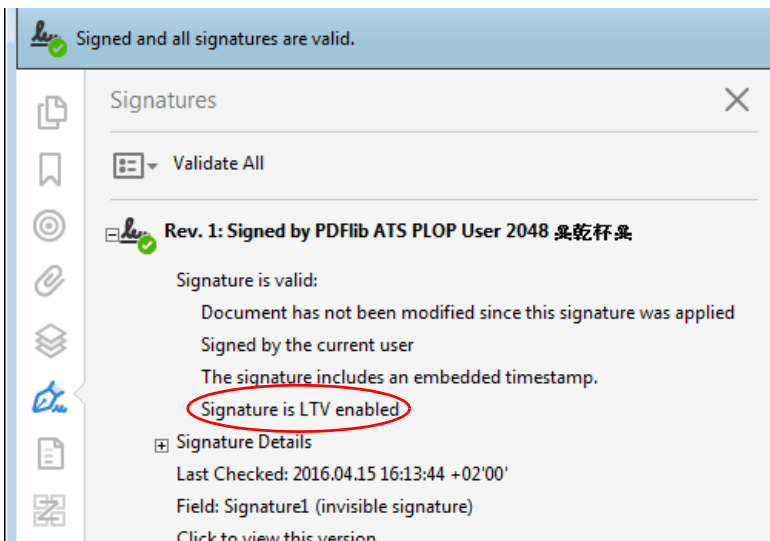 Signed and all signatures are valid.
Signatures
Validate All
Rev. 1: Signed by PDFlib ATS PLOP User 2048  乾杯
Signature is valid:
Document has not been modified since this signature was applied
Signed by the current user
The signature includes an embedded timestamp.
Signature is LTV enabled
Signature Details
Last Checked: 2016.04.15 16:13:44 +02'00'
Field: Signature1 (invisible signature)
Click to view this version